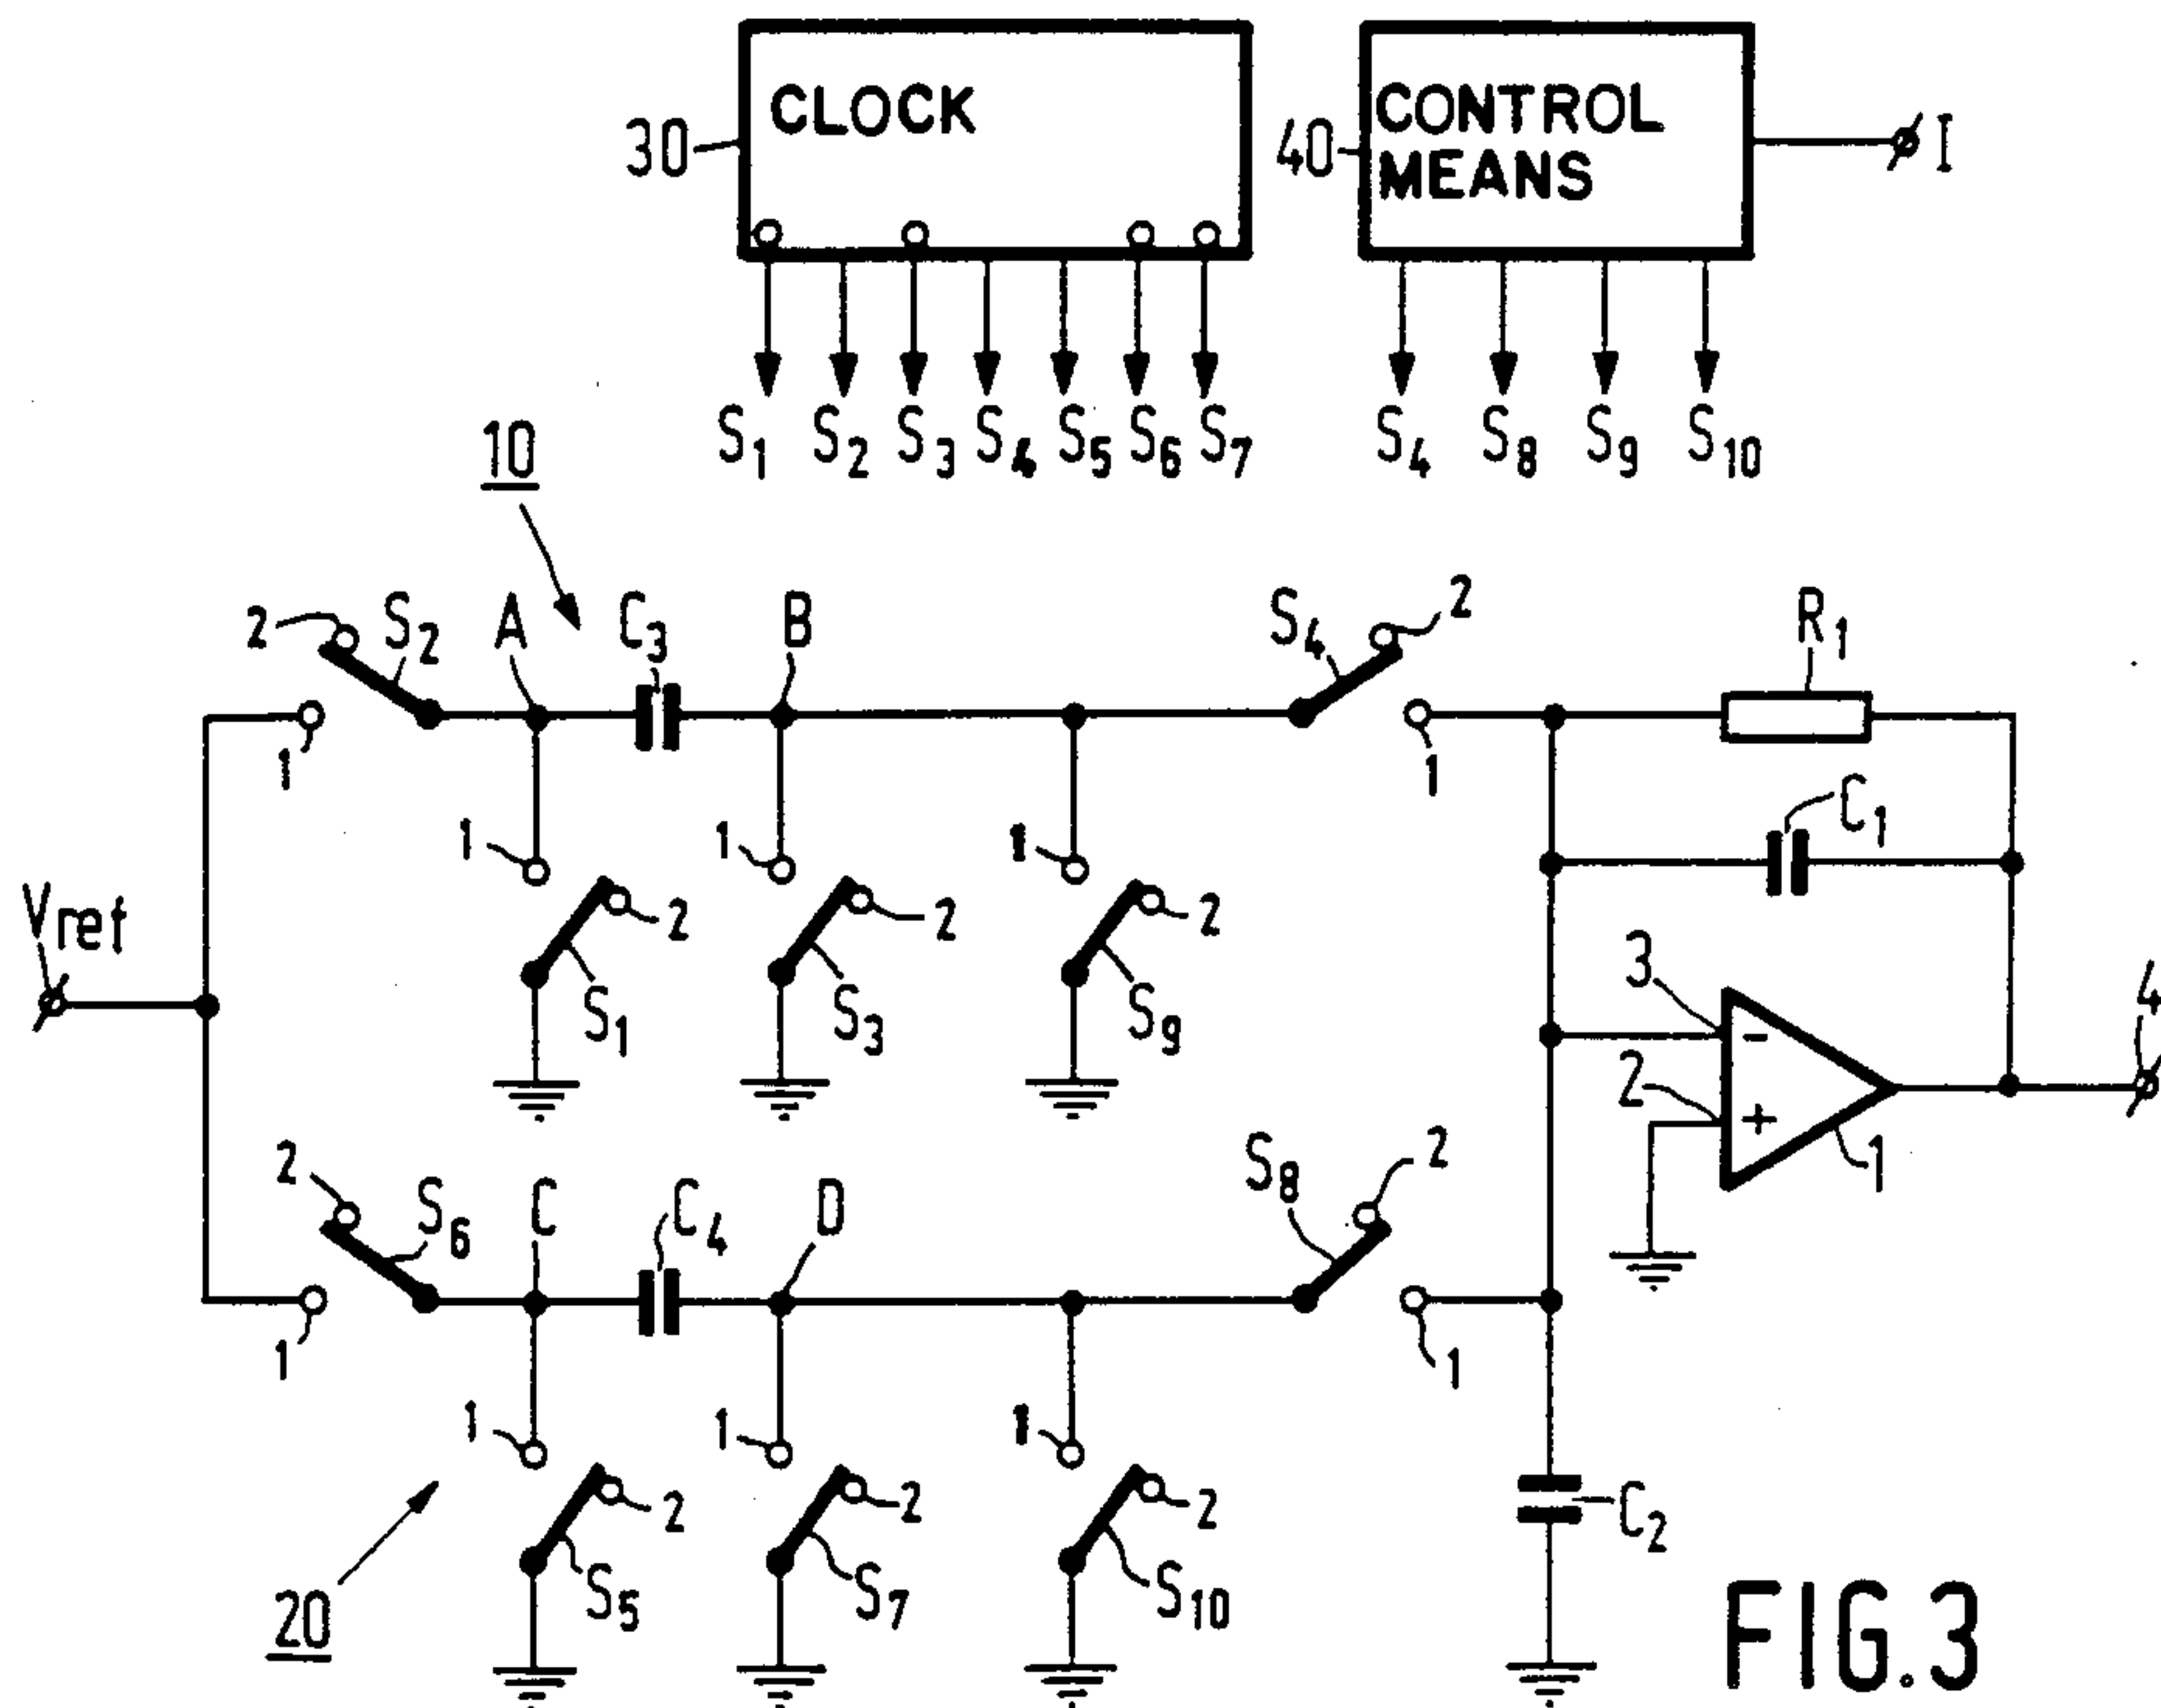 CLOCK
CONTROL
MEANS
30
40
I
S1 S2 S3 S4 S5 S6 S7
S4 S8 S9 S10
10
2 S2 A C3 B S4 2 R1
1 1
C1
1 1 1
Vref
2 2 2
3
4
S1 S3 S9
2
+
-
1
2 S6 C C4 D S8 2
1 1
1 1 1
2 2 2
C2
S5 S7 S10
20
FIG.3